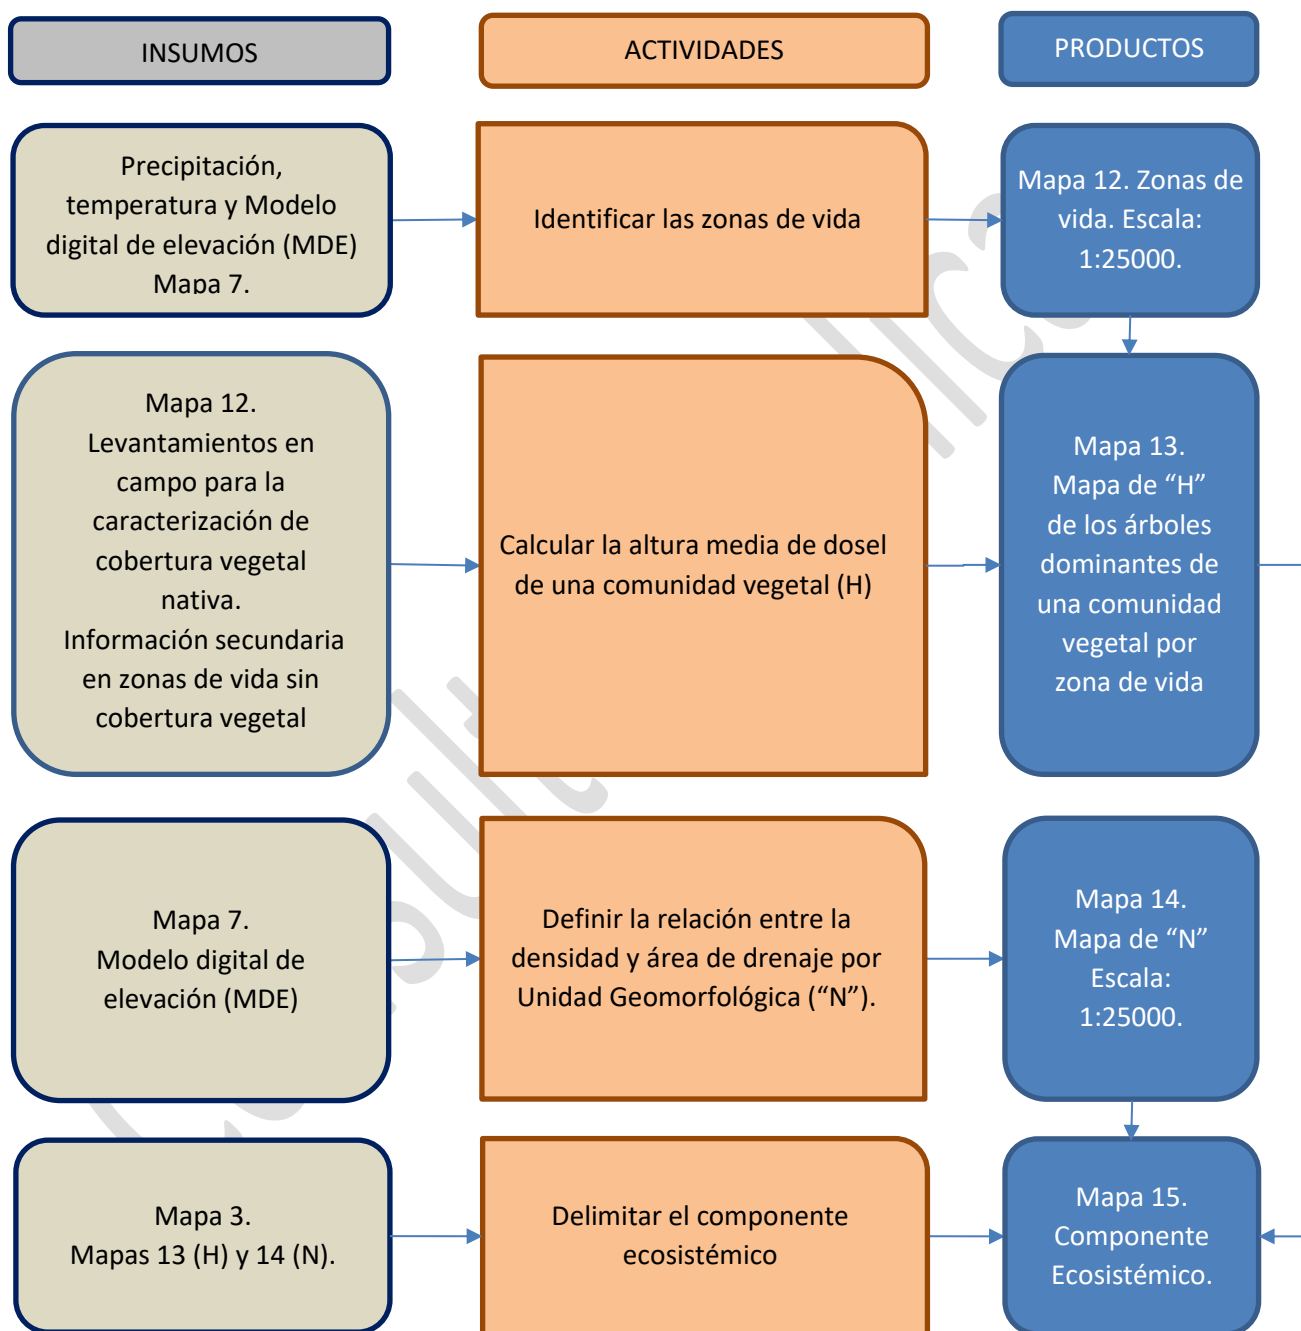 INSUMOS
ACTIVIDADES
PRODUCTOS
Precipitación,
temperatura y Modelo
digital de elevación (MDE)
Mapa 7.
Identificar las zonas de vida
Mapa 12. Zonas de
vida. Escala:
1:25000.
Mapa 12.
Levantamientos en
campo para la
caracterización de
cobertura vegetal
nativa.
Información secundaria
en zonas de vida sin
cobertura vegetal
Calcular la altura media de dosel
de una comunidad vegetal (H)
Mapa 13.
Mapa de “H”
de los árboles
dominantes de
una comunidad
vegetal por
zona de vida
Mapa 7.
Modelo digital de
elevación (MDE)
Definir la relación entre la
densidad y área de drenaje por
Unidad Geomorfológica (“N”).
Mapa 14.
Mapa de “N”
Escala:
1:25000.
Mapa 3.
Mapas 13 (H) y 14 (N).
Delimitar el componente
ecosistémico
Mapa 15.
Componente
Ecosistémico.